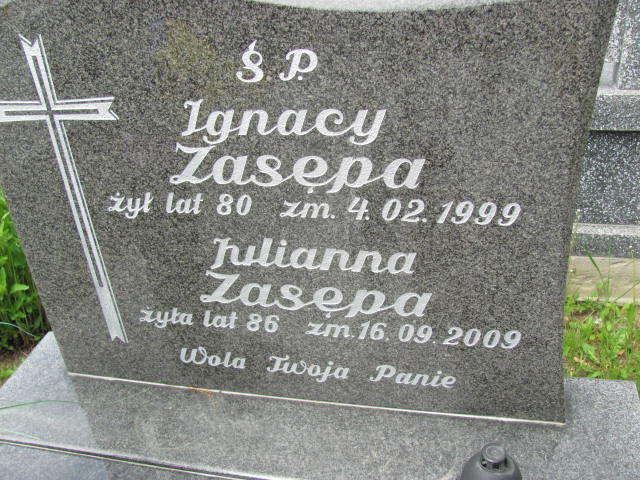 Ś.P.
Ignacy
Zasępa
żył lat 80 zm. 4. 02. 1999
Julianna
Zasępa
żyła lat 86 zm. 16. 09. 2009
Wola Twoja Panie